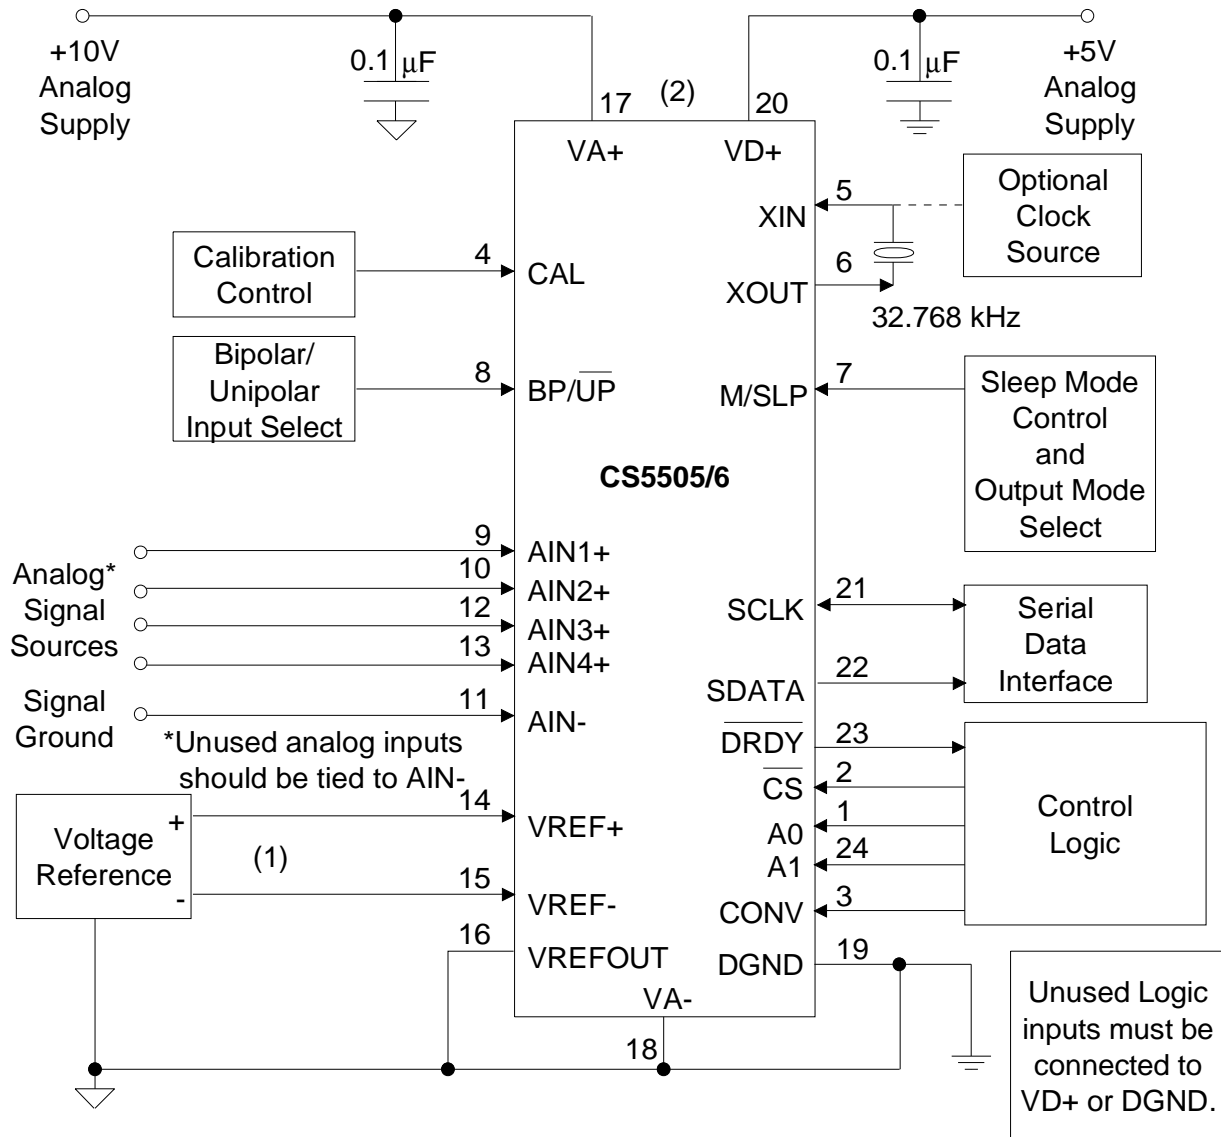 +10V
Analog
Supply
0.1 µF
17
(2)
20
0.1 µF
+5V
Analog
Supply
VA+
VD+
Optional
Clock
Source
5
XIN
Calibration
Control
4
CAL
6
XOUT
32.768 kHz
Bipolar/
Unipolar
Input Select
8
BP/UP
7
M/SLP
Sleep Mode
Control
and
Output Mode
Select
CS5505/6
Analog*
Signal
Sources
9
AIN1+
10
AIN2+
12
AIN3+
13
AIN4+
Signal
Ground
11
AIN-
21
SCLK
22
SDATA
Serial
Data
Interface
*Unused analog inputs
should be tied to AIN-
DRDY
23
CS
2
A0
1
A1
24
CONV
3
Control
Logic
Voltage
Reference
+
-
(1)
14
VREF+
15
VREF-
16
VREFOUT
DGND
19
VA-
18
Unused Logic
inputs must be
connected to
VD+ or DGND.